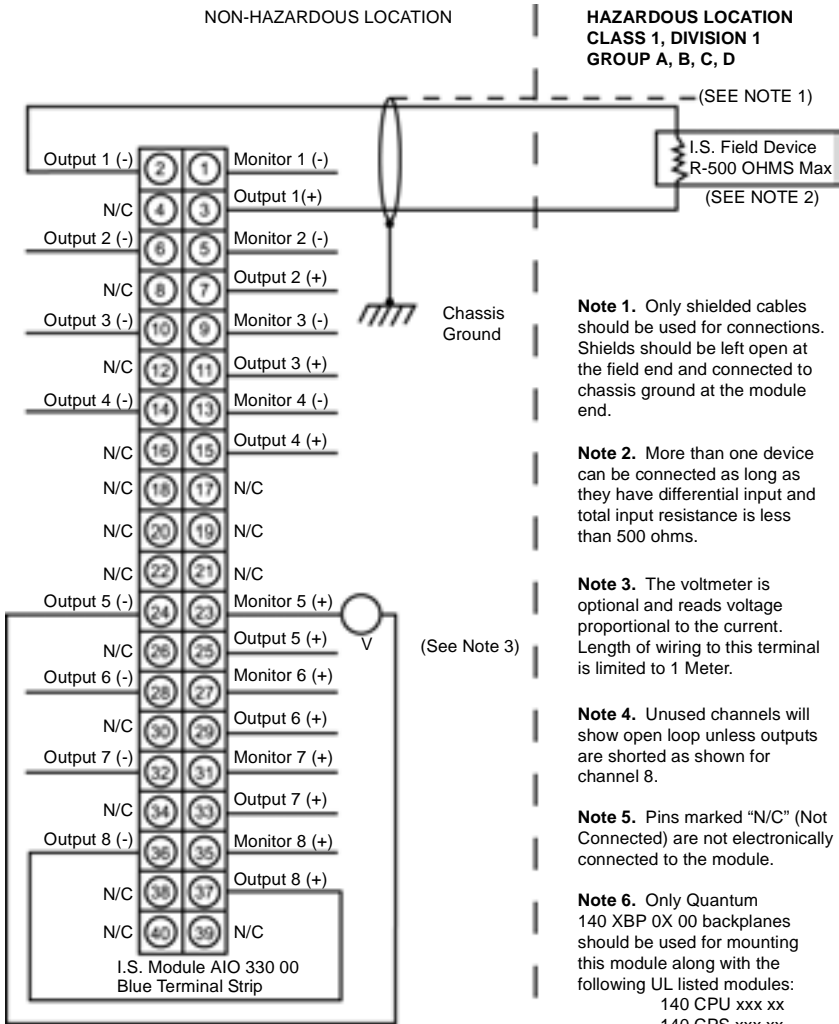 NON-HAZARDOUS LOCATION
HAZARDOUS LOCATION
CLASS 1, DIVISION 1
GROUP A, B, C, D
(SEE NOTE 1)
I.S. Field Device
R-500 OHMS Max
(SEE NOTE 2)
Output 1 (-) 2 1 Monitor 1 (-)
N/C 4 3 Output 1(+)
Output 2 (-) 6 5 Monitor 2 (-)
N/C 8 7 Output 2 (+)
Output 3 (-) 10 9 Monitor 3 (-)
N/C 12 11 Output 3 (+)
Output 4 (-) 14 13 Monitor 4 (-)
N/C 16 15 Output 4 (+)
N/C 18 17 N/C
N/C 20 19 N/C
N/C 22 21 N/C
Output 5 (-) 24 23 Monitor 5 (+)
V
(See Note 3)
N/C 26 25 Output 5 (+)
Output 6 (-) 28 27 Monitor 6 (+)
N/C 30 29 Output 6 (+)
Output 7 (-) 32 31 Monitor 7 (+)
N/C 34 33 Output 7 (+)
Output 8 (-) 36 35 Monitor 8 (+)
N/C 38 37 Output 8 (+)
N/C 40 39 N/C
I.S. Module AIO 330 00
Blue Terminal Strip
Chassis
Ground
Note 1. Only shielded cables
should be used for connections.
Shields should be left open at
the field end and connected to
chassis ground at the module
end.
Note 2. More than one device
can be connected as long as
they have differential input and
total input resistance is less
than 500 ohms.
Note 3. The voltmeter is
optional and reads voltage
proportional to the current.
Length of wiring to this terminal
is limited to 1 Meter.
Note 4. Unused channels will
show open loop unless outputs
are shorted as shown for
channel 8.
Note 5. Pins marked “N/C” (Not
Connected) are not electronically
connected to the module.
Note 6. Only Quantum
140 XBP 0X 00 backplanes
should be used for mounting
this module along with the
following UL listed modules:
140 CPU xxx xx
140 CPS xxx xx